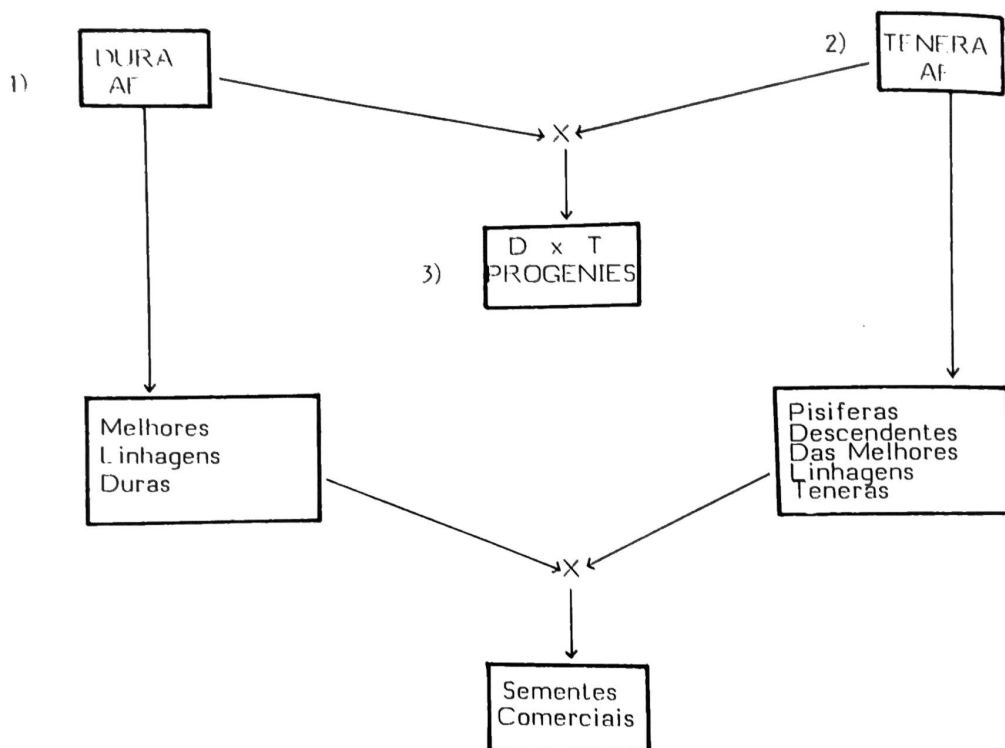 1)
DURA
AF
2)
TENERA
AF
X
3)
D x T
PROGENIES
Melhores
Linhagens
Duras
Pisiferas
Descendentes
Das Melhores
Linhagens
Teneras
X
Sementes
Comerciais